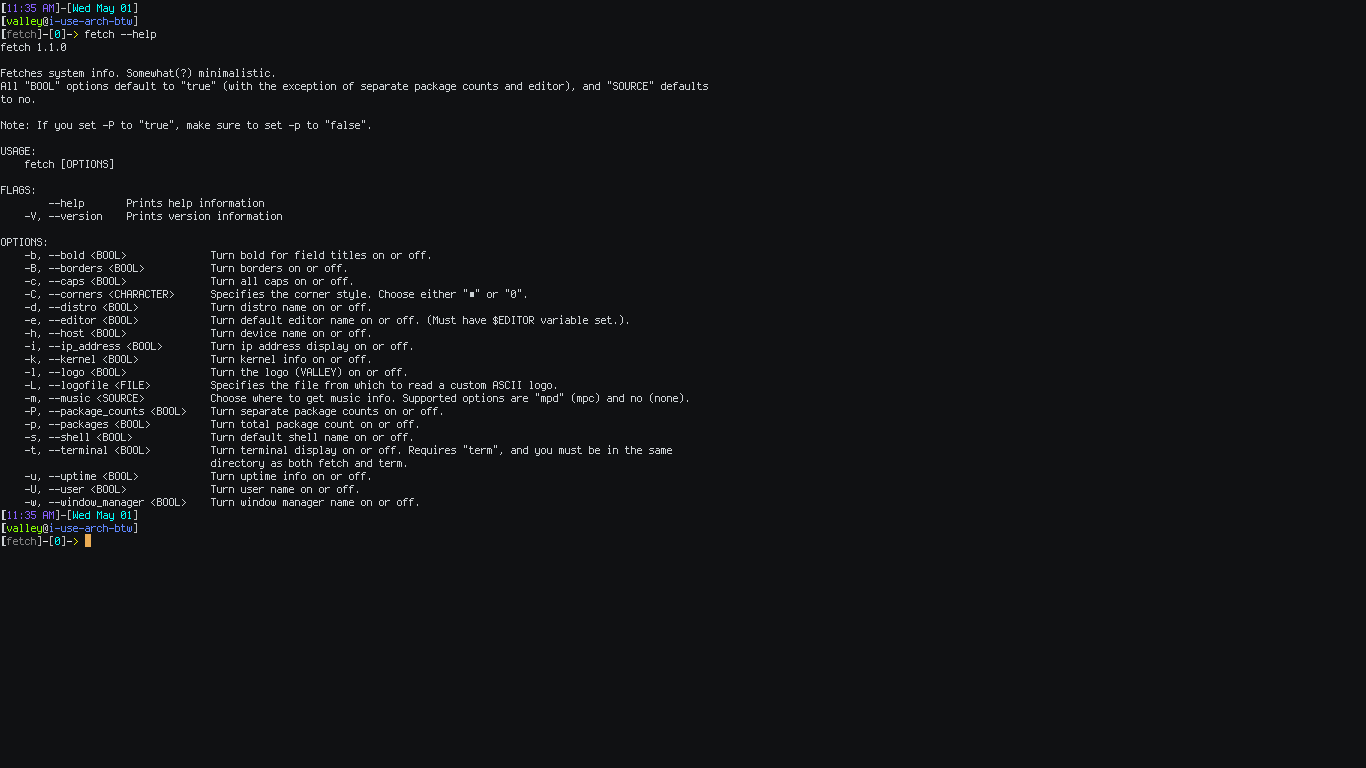 [11:35 AM]-[Wed May 01]
[valley@i-use-arch-btw]
[fetch]-[0]-> fetch --help
fetch 1.1.0

Fetches system info. Somewhat(?) minimalistic.
All "BOOL" options default to "true" (with the exception of separate package counts and editor), and "SOURCE" defaults
to no.

Note: If you set -P to "true", make sure to set -p to "false".

USAGE:
    fetch [OPTIONS]

FLAGS:
        --help       Prints help information
    -V, --version    Prints version information

OPTIONS:
    -b, --bold <BOOL>              Turn bold for field titles on or off.
    -B, --borders <BOOL>           Turn borders on or off.
    -c, --caps <BOOL>              Turn all caps on or off.
    -C, --corners <CHARACTER>      Specifies the corner style. Choose either "■" or "0".
    -d, --distro <BOOL>            Turn distro name on or off.
    -e, --editor <BOOL>            Turn default editor name on or off. (Must have $EDITOR variable set.).
    -h, --host <BOOL>              Turn device name on or off.
    -i, --ip_address <BOOL>        Turn ip address display on or off.
    -k, --kernel <BOOL>            Turn kernel info on or off.
    -l, --logo <BOOL>              Turn the logo (VALLEY) on or off.
    -L, --logofile <FILE>          Specifies the file from which to read a custom ASCII logo.
    -m, --music <SOURCE>           Choose where to get music info. Supported options are "mpd" (mpc) and no (none).
    -P, --package_counts <BOOL>    Turn separate package counts on or off.
    -p, --packages <BOOL>          Turn total package count on or off.
    -s, --shell <BOOL>             Turn default shell name on or off.
    -t, --terminal <BOOL>          Turn terminal display on or off. Requires "term", and you must be in the same
                                   directory as both fetch and term.
    -u, --uptime <BOOL>            Turn uptime info on or off.
    -U, --user <BOOL>              Turn user name on or off.
    -w, --window_manager <BOOL>    Turn window manager name on or off.
[11:35 AM]-[Wed May 01]
[valley@i-use-arch-btw]
[fetch]-[0]->